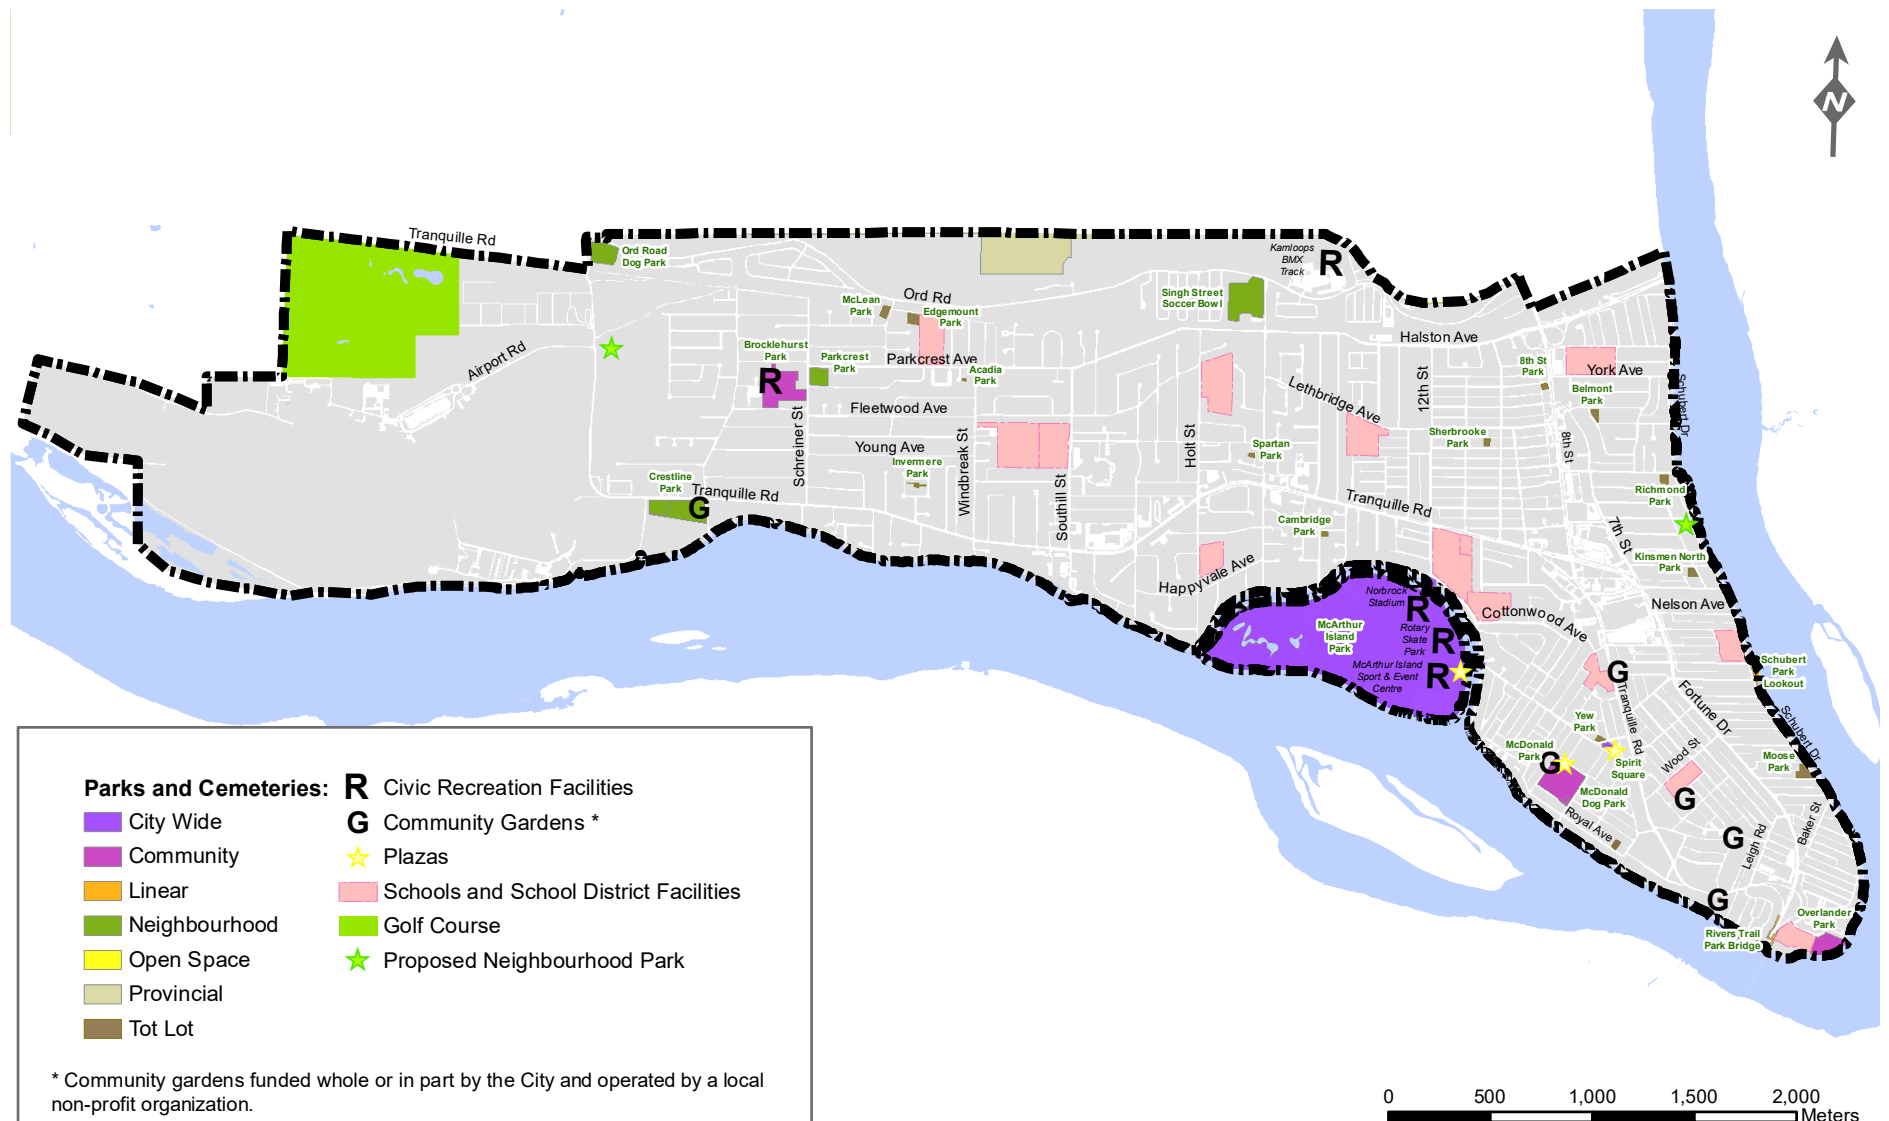 N
Tranquille Rd
Ord Road
Dog Park
Kamloops
BMX
Track
R
Singh Street
Soccer Bowl
McLean
Park
Ord Rd
Edgemount
Park
Halston Ave
Airport Rd
Brocklehurst
Park
R
Parkcrest
Park
Parkcrest Ave
Acadia
Park
8th St
Park
York Ave
Belmont
Park
Schubert Dr
Lethbridge Ave
12th St
Fleetwood Ave
Schreiner St
Young Ave
Windbreak St
Holt St
Spartan
Park
Sherbrooke
Park
8th St
Invermere
Park
Crestline
Park
G
Tranquille Rd
Southill St
Tranquille Rd
Richmond
Park
Cambridge
Park
7th St
Kinsmen North
Park
Happyvale Ave
Norbrock
Stadium
R
Nelson Ave
Cottonwood Ave
McArthur
Island
Park
Rotary
Skate
Park
R
McArthur Island
Sport & Event
Centre
R
G
Schubert
Park
Lookout
Tranquille Rd
Fortune Dr
Schubert Dr
Yew
Park
McDonald
Park
G
Spirit
Square
Wood St
Moose
Park
McDonald
Dog Park
G
Royal Ave
Baker St
G
Leigh Rd
G
Overlander
Park
Rivers Trail
Park Bridge
Parks and Cemeteries:
City Wide
Community
Linear
Neighbourhood
Open Space
Provincial
Tot Lot
R Civic Recreation Facilities
G Community Gardens *
Plazas
Schools and School District Facilities
Golf Course
Proposed Neighbourhood Park
* Community gardens funded whole or in part by the City and operated by a local
non-profit organization.
0 500 1,000 1,500 2,000
Meters